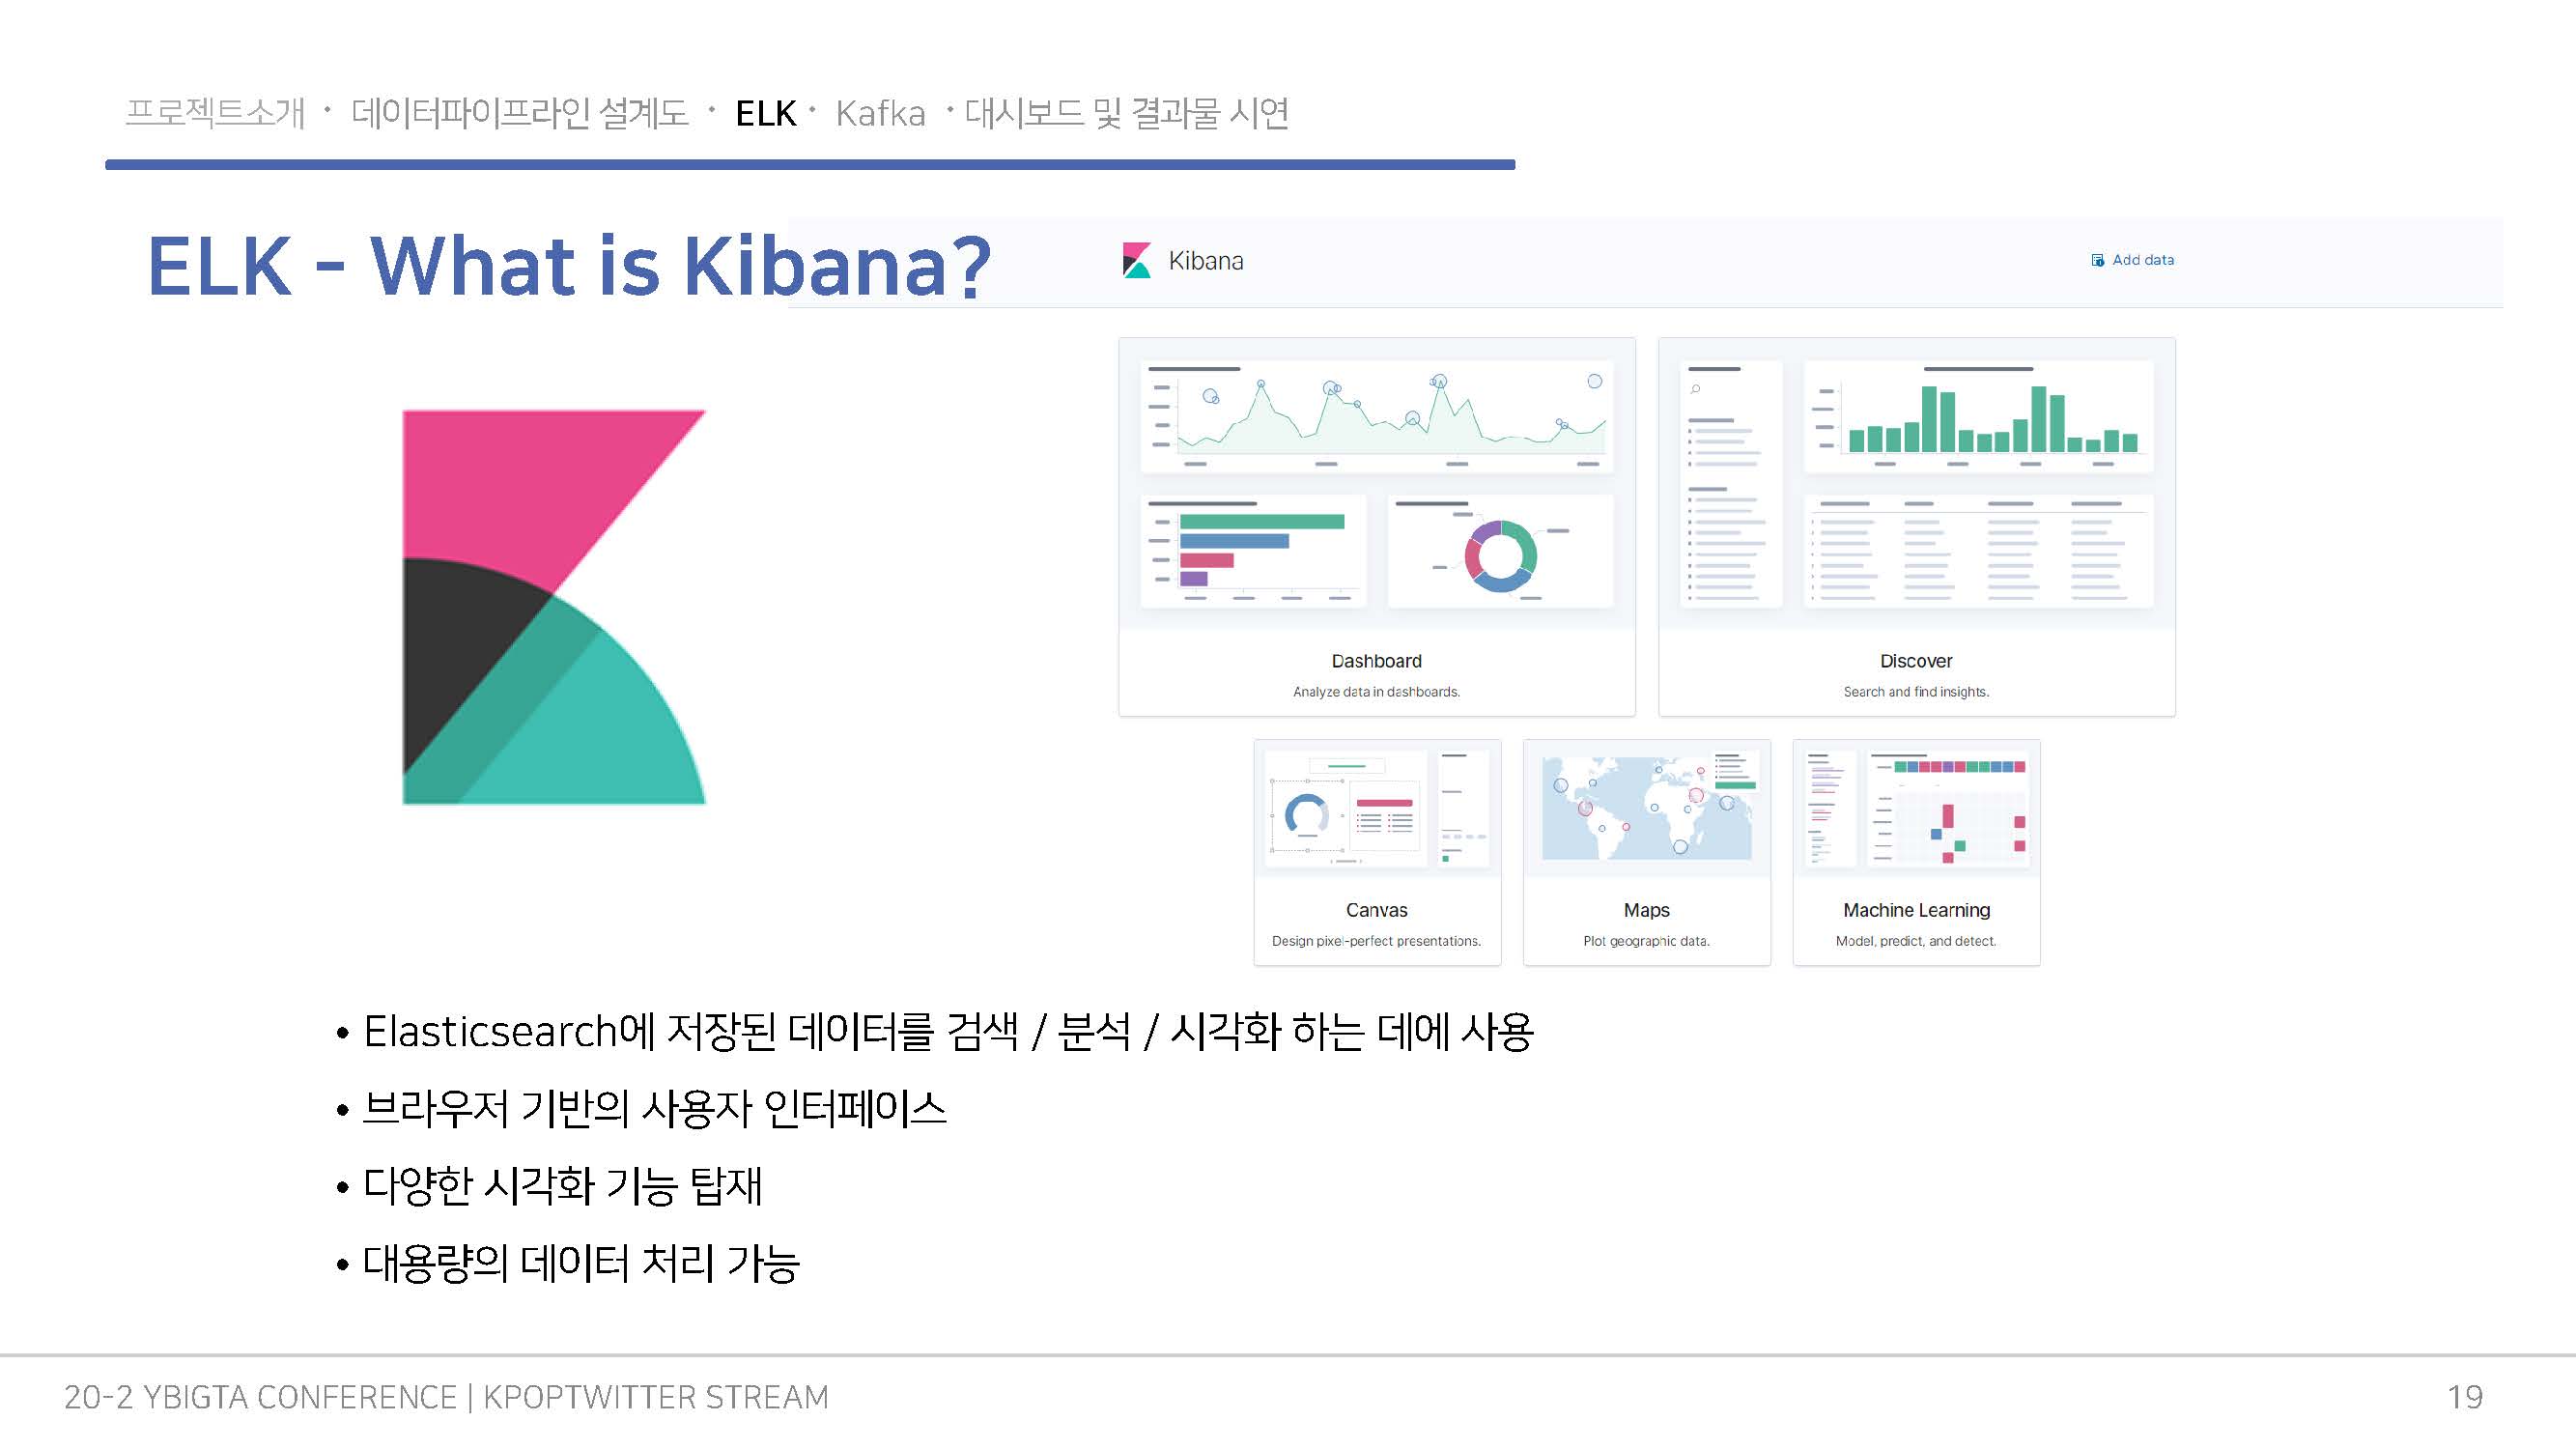 프로젝트소개 · 데이터파이프라인 설계도 · ELK · Kafka · 대시보드 및 결과물 시연
ELK - What is Kibana?
Kibana
Add data
Dashboard
Analyze data in dashboards.
Discover
Search and find insights.
Canvas
Design pixel-perfect presentations.
Maps
Plot geographic data.
Machine Learning
Model, predict, and detect.
• Elasticsearch에 저장된 데이터를 검색 / 분석 / 시각화 하는 데에 사용
• 브라우저 기반의 사용자 인터페이스
• 다양한 시각화 기능 탑재
• 대용량의 데이터 처리 가능
20-2 YBIGTA CONFERENCE | KPOPTWITTER STREAM
19